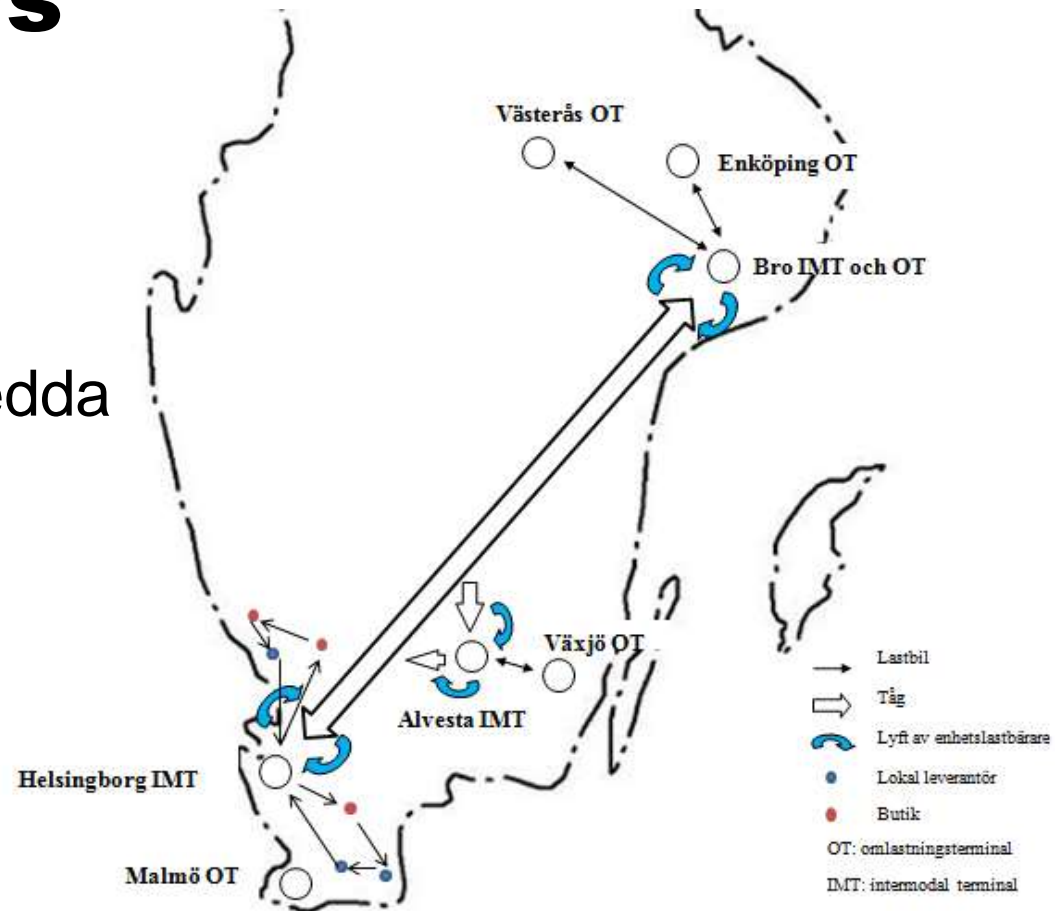 s
Västerås OT
Enköping OT
Bro IMT och OT
edda
Växjö OT
Alvesta IMT
Helsingborg IMT
Malmö OT
Lastbil
Tåg
Lyft av enhetslastbärare
Lokal leverantör
Butik
OT: omlastningsterminal
IMT: intermodal terminal